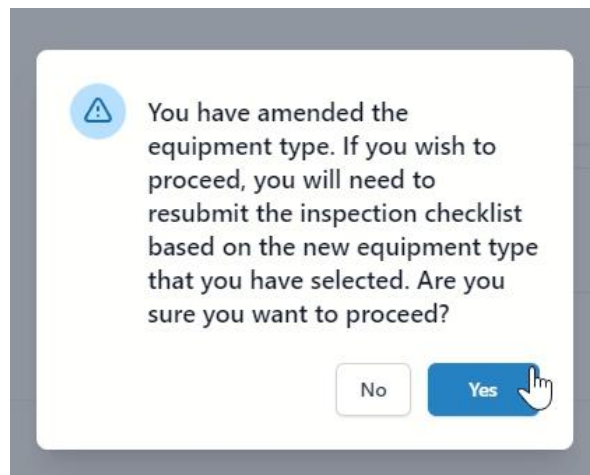 You have amended the
equipment type. If you wish to
proceed, you will need to
resubmit the inspection checklist
based on the new equipment type
that you have selected. Are you
sure you want to proceed?
No
Yes